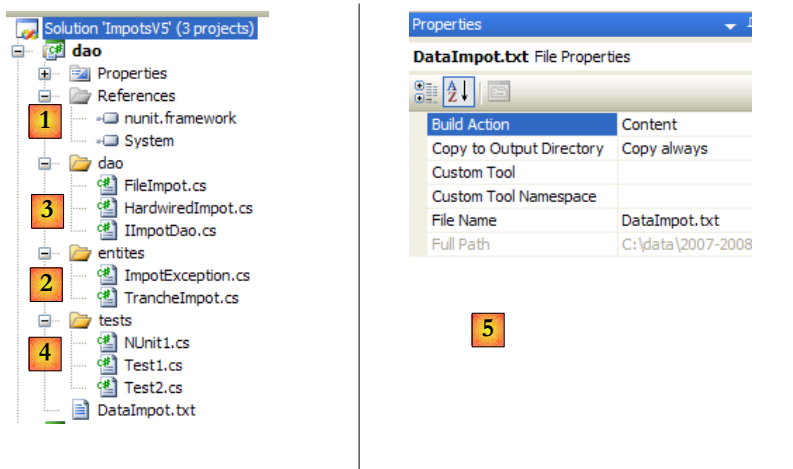 Solution 'ImpotsV5' (3 projects)
dao
Properties
References
1
nunit.framework
System
dao
FileImpot.cs
3
HardwiredImpot.cs
IImpotDao.cs
entites
2
ImpotException.cs
TrancheImpot.cs
tests
4
NUnit1.cs
Test1.cs
Test2.cs
DataImpot.txt
Properties
DataImpot.txt File Properties
Build Action Content
Copy to Output Directory Copy always
Custom Tool
Custom Tool Namespace
File Name DataImpot.txt
Full Path C:\data\2007-2008
5